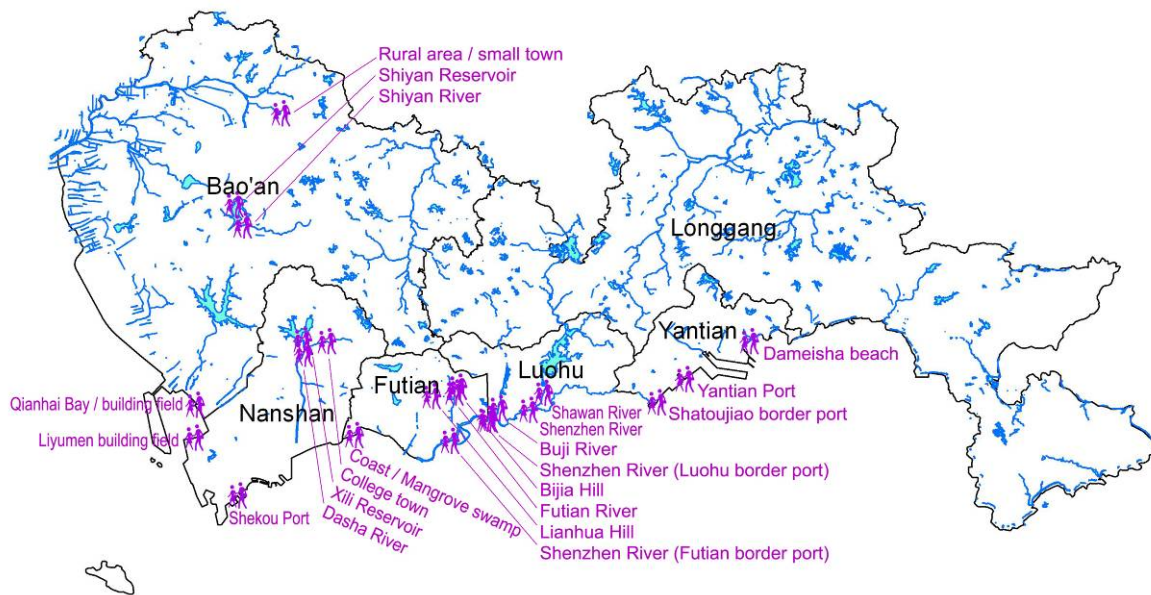 Rural area / small town
Shiyan Reservoir
Shiyan River
Bao'an
Longgang
Yantian
Dameisha beach
Luohu
Futian
Nanshan
Yantian Port
Shatoujiao border port
Qianhai Bay / building field
Liyumen building field
Shekou Port
Shawan River
Shenzhen River
Buji River
Shenzhen River (Luohu border port)
Bijia Hill
Futian River
Lianhua Hill
Shenzhen River (Futian border port)
Coast / Mangrove swamp
College town
Xili Reservoir
Dasha River